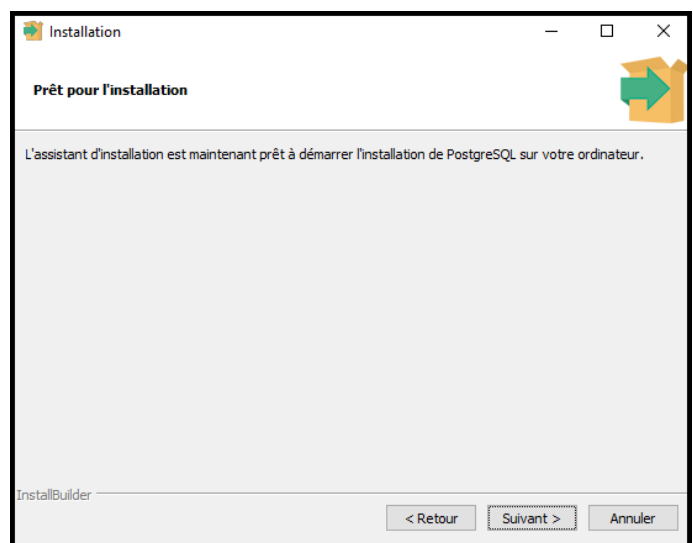 Installation
Prêt pour l'installation
L'assistant d'installation est maintenant prêt à démarrer l'installation de PostgreSQL sur votre ordinateur.
InstallBuilder
< Retour
Suivant >
Annuler